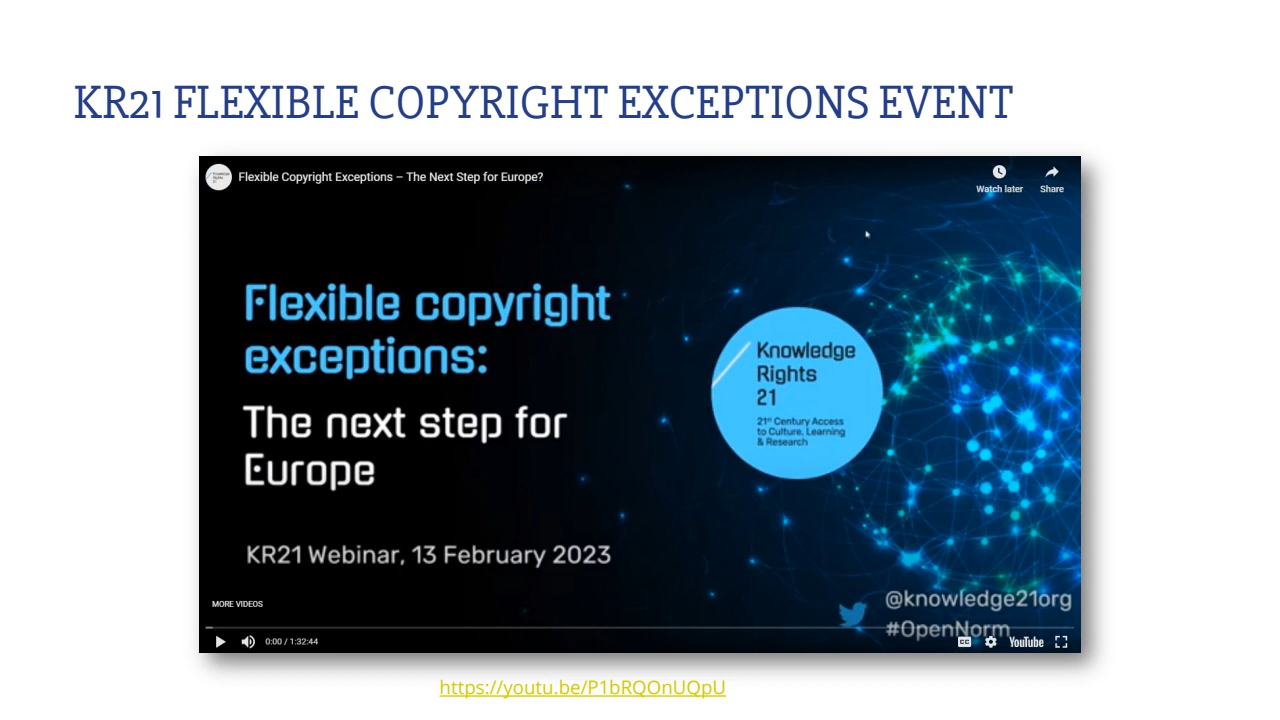 KR21 FLEXIBLE COPYRIGHT EXCEPTIONS EVENT
Flexible Copyright Exceptions – The Next Step for Europe?
Watch later
Share
Flexible copyright
exceptions:
The next step for
Europe
Knowledge
Rights
21
21st Century Access
to Culture, Learning
& Research
KR21 Webinar, 13 February 2023
MORE VIDEOS
@knowledge21org
#OpenNorm
0:00 / 1:32:44
CC
YouTube
https://youtu.be/P1bRQOnUQpU